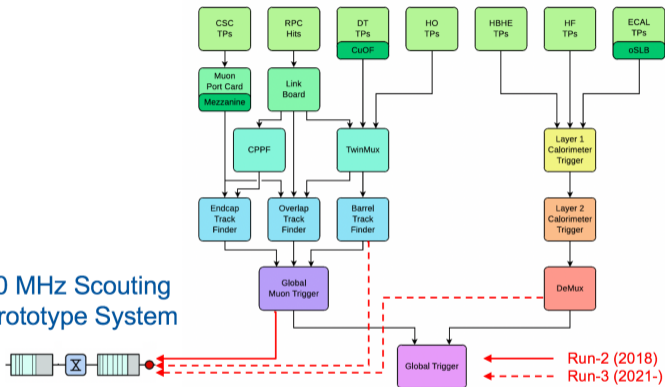 CSC
TPs
RPC
Hits
DT
TPs
CuOF
HO
TPs
HBHE
TPs
HF
TPs
ECAL
TPs
oSLB
Muon
Port Card
Mezzanine
Link
Board
CPPF
TwinMux
Layer 1
Calorimeter
Trigger
Endcap
Track
Finder
Overlap
Track
Finder
Barrel
Track
Finder
Layer 2
Calorimeter
Trigger
0 MHz Scouting
rototype System
Global
Muon Trigger
DeMux
Global Trigger
Run-2 (2018)
Run-3 (2021-)